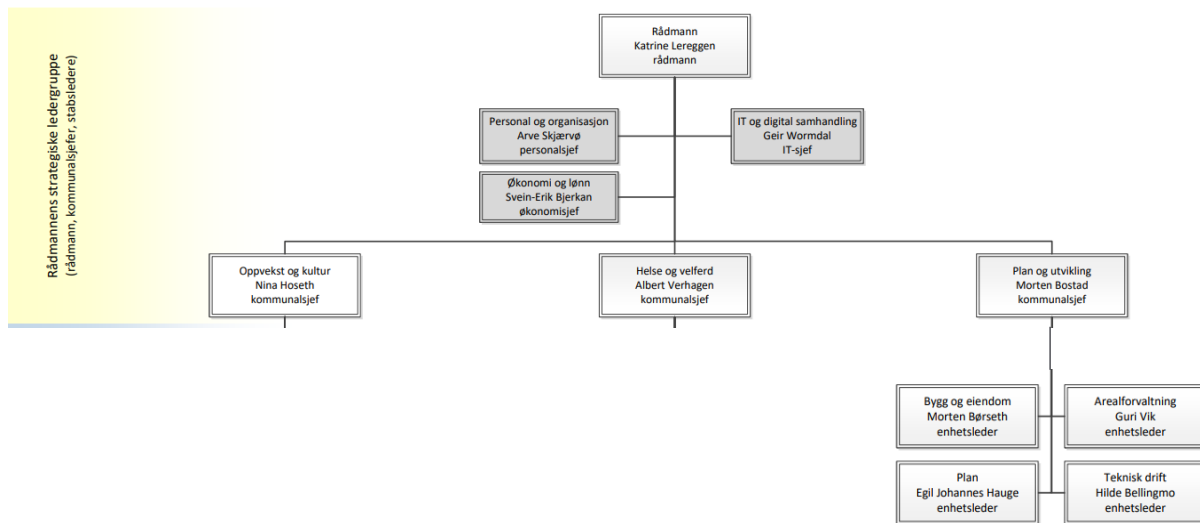 Rådmannens strategiske ledergruppe
(rådmann, kommunalsjefer, stabsledere)
Rådmann
Katrine Lereggen
rådmann
Personal og organisasjon
Arve Skjærvø
personalsjef
IT og digital samhandling
Geir Wormdal
IT-sjef
Økonomi og lønn
Svein-Erik Bjerkan
økonomisjef
Oppvekst og kultur
Nina Hoseth
kommunalsjef
Helse og velferd
Albert Verhagen
kommunalsjef
Plan og utvikling
Morten Bostad
kommunalsjef
Bygg og eiendom
Morten Børseth
enhetsleder
Arealforvaltning
Guri Vik
enhetsleder
Plan
Egil Johannes Hauge
enhetsleder
Teknisk drift
Hilde Bellingmo
enhetsleder